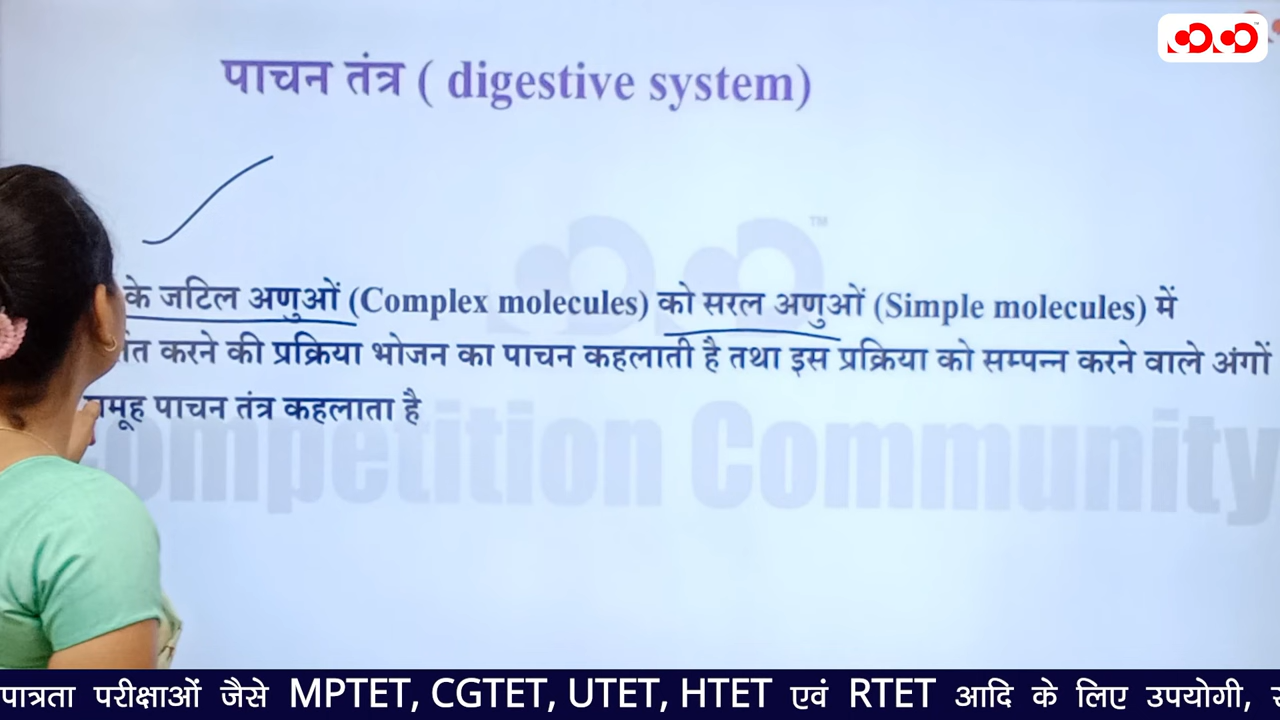 पाचन तंत्र ( digestive system)
के जटिल अणुओं (Complex molecules) को सरल अणुओं (Simple molecules) में
करने की प्रक्रिया भोजन का पाचन कहलाती है तथा इस प्रक्रिया को सम्पन्न करने वाले अंगों
पाचन तंत्र कहलाता है
Competition Community
पात्रता परीक्षाओं जैसे MPTET, CGTET, UTET, HTET एवं RTET आदि के लिए उपयोगी,